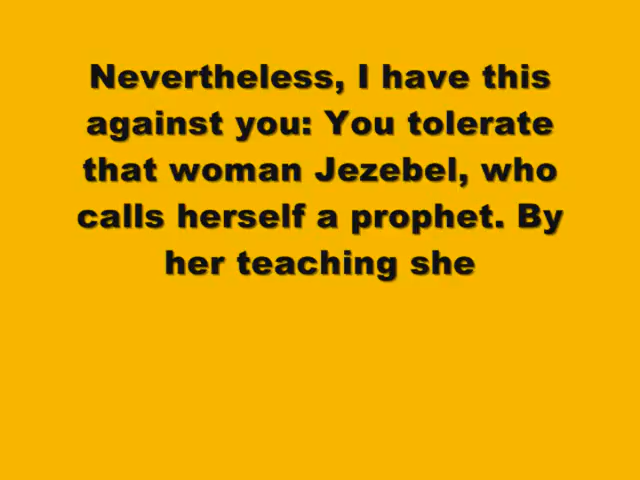 Nevertheless, I have this
against you: You tolerate
that woman Jezebel, who
calls herself a prophet. By
her teaching she